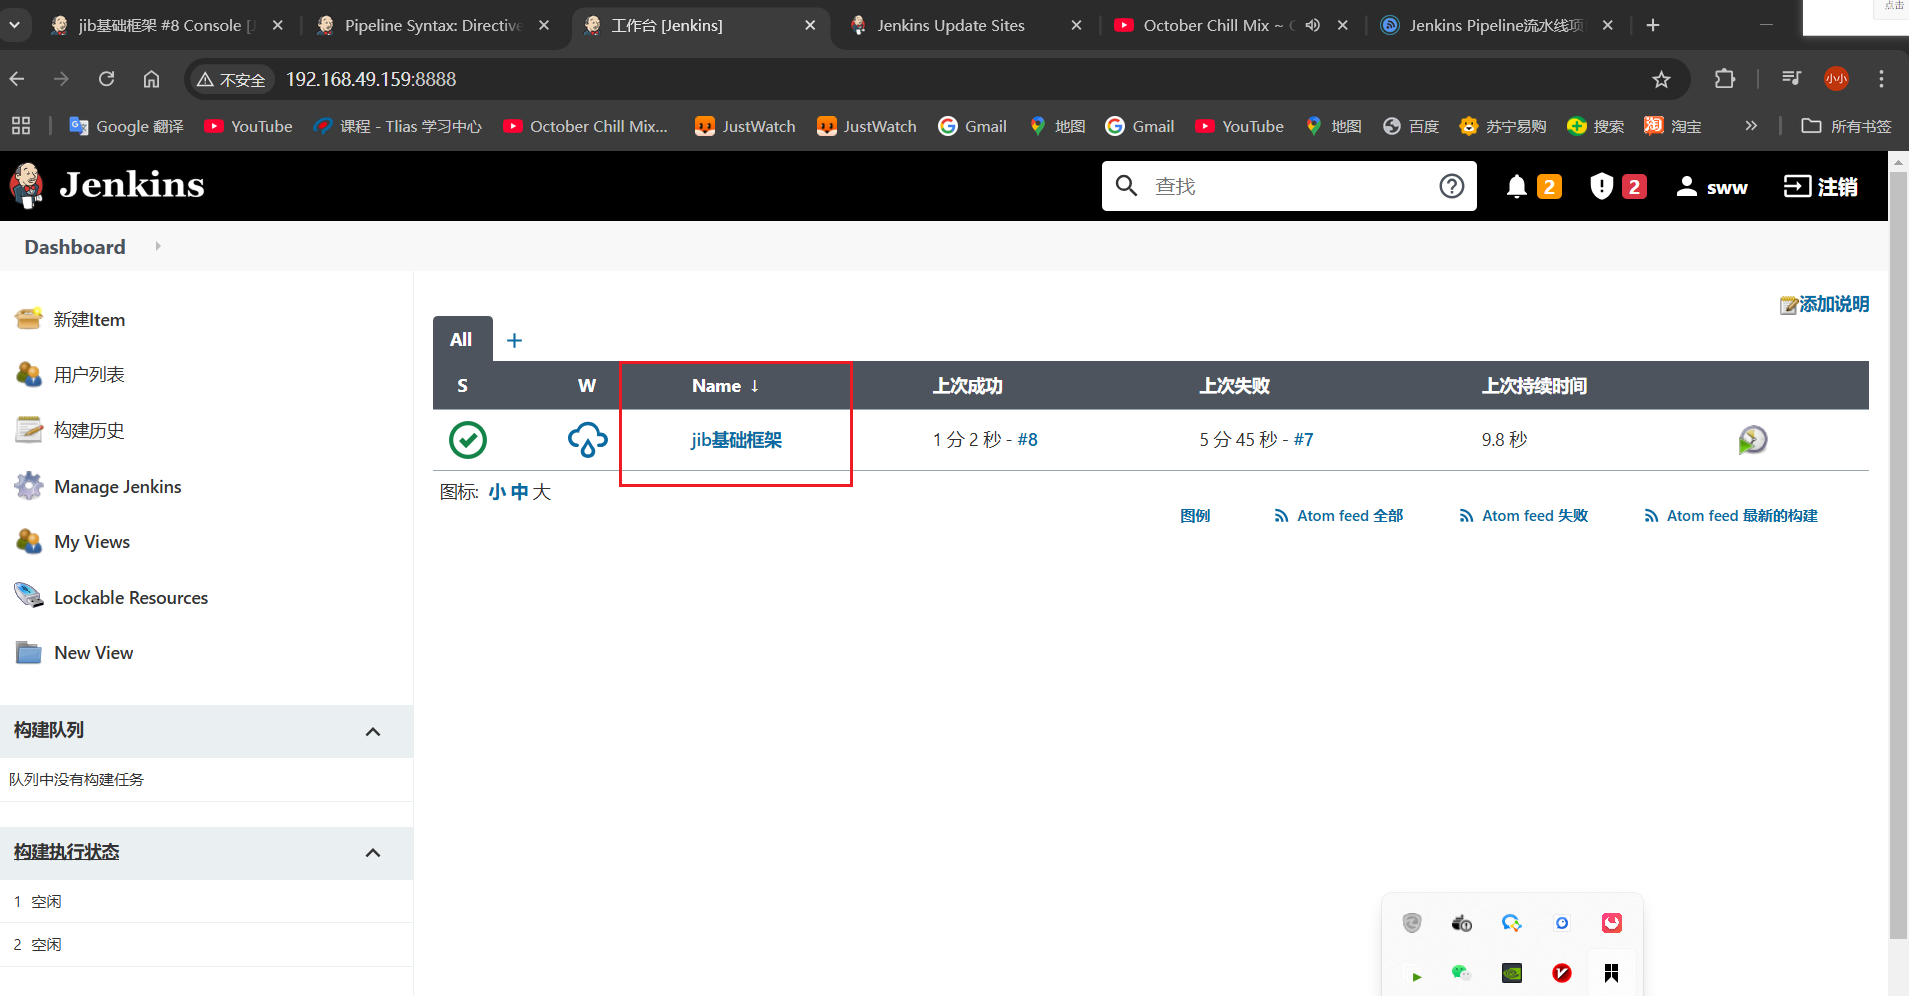 jib基础框架 #8 Console [J
Pipeline Syntax: Directive
工作台 [Jenkins]
Jenkins Update Sites
October Chill Mix ~
Jenkins Pipeline流水线项
点击
不安全
192.168.49.159:8888
小小
Google 翻译
YouTube
课程 - Tlias 学习中心
October Chill Mix...
JustWatch
JustWatch
Gmail
地图
Gmail
YouTube
地图
百度
苏宁易购
搜索
淘 淘宝
所有书签
Jenkins
查找
2
2
sww
注销
Dashboard
新建Item
用户列表
构建历史
Manage Jenkins
My Views
Lockable Resources
New View
构建队列
队列中没有构建任务
构建执行状态
1 空闲
2 空闲
添加说明
All +
S W Name ↓ 上次成功 上次失败 上次持续时间
jib基础框架 1 分 2 秒 - #8 5 分 45 秒 - #7 9.8 秒
图标: 小 中 大
图例 Atom feed 全部 Atom feed 失败 Atom feed 最新的构建